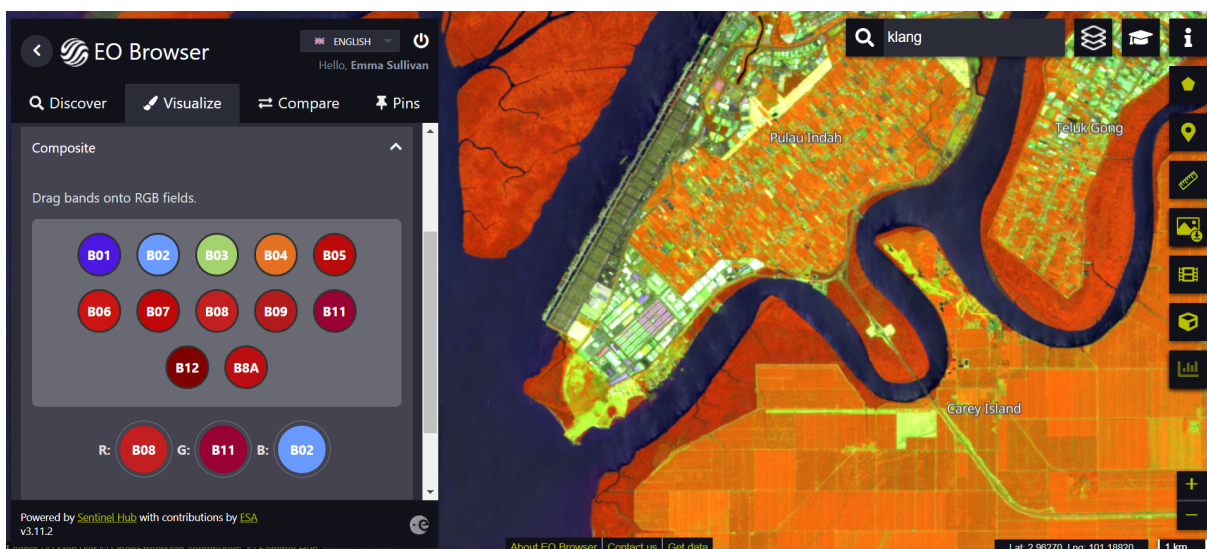 EO Browser
ENGLISH
Hello, Emma Sullivan
Discover
Visualize
Compare
Pins
Composite
Drag bands onto RGB fields.
B01 B02 B03 B04 B05
B06 B07 B08 B09 B11
B12 B8A
R: B08 G: B11 B: B02
Powered by Sentinel Hub with contributions by ESA
v3.11.2
klang
Pulau Indah
Teluk Gong
Carey Island
About EO Browser Contact us Get data
Lat: 2.96270, Lng: 101.18820
1 km